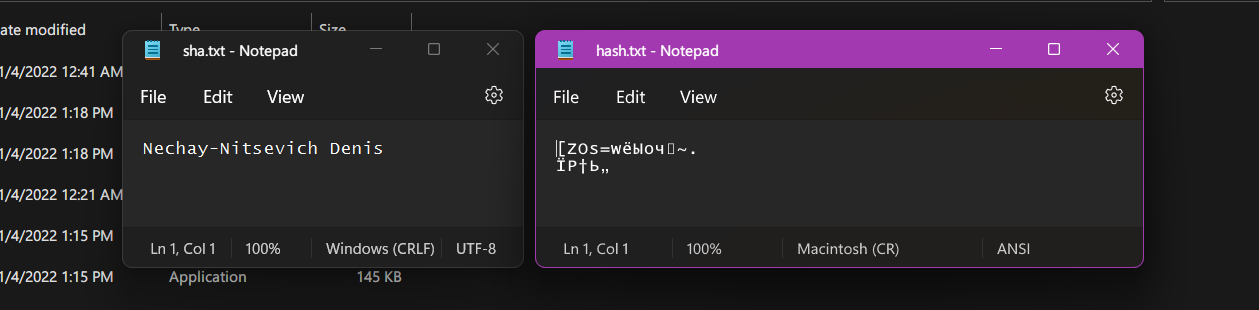 ate modified
Type
Size
1/4/2022 12:41 AM
1/4/2022 1:18 PM
1/4/2022 1:18 PM
1/4/2022 12:21 AM
1/4/2022 1:15 PM
1/4/2022 1:15 PM
Application
145 KB
sha.txt - Notepad
File Edit View
Nechay-Nitsevich Denis
Ln 1, Col 1
100%
Windows (CRLF)
UTF-8
hash.txt - Notepad
File Edit View
[ZOs=wёЫоч▯~.
ЇР†Ь„
Ln 1, Col 1
100%
Macintosh (CR)
ANSI